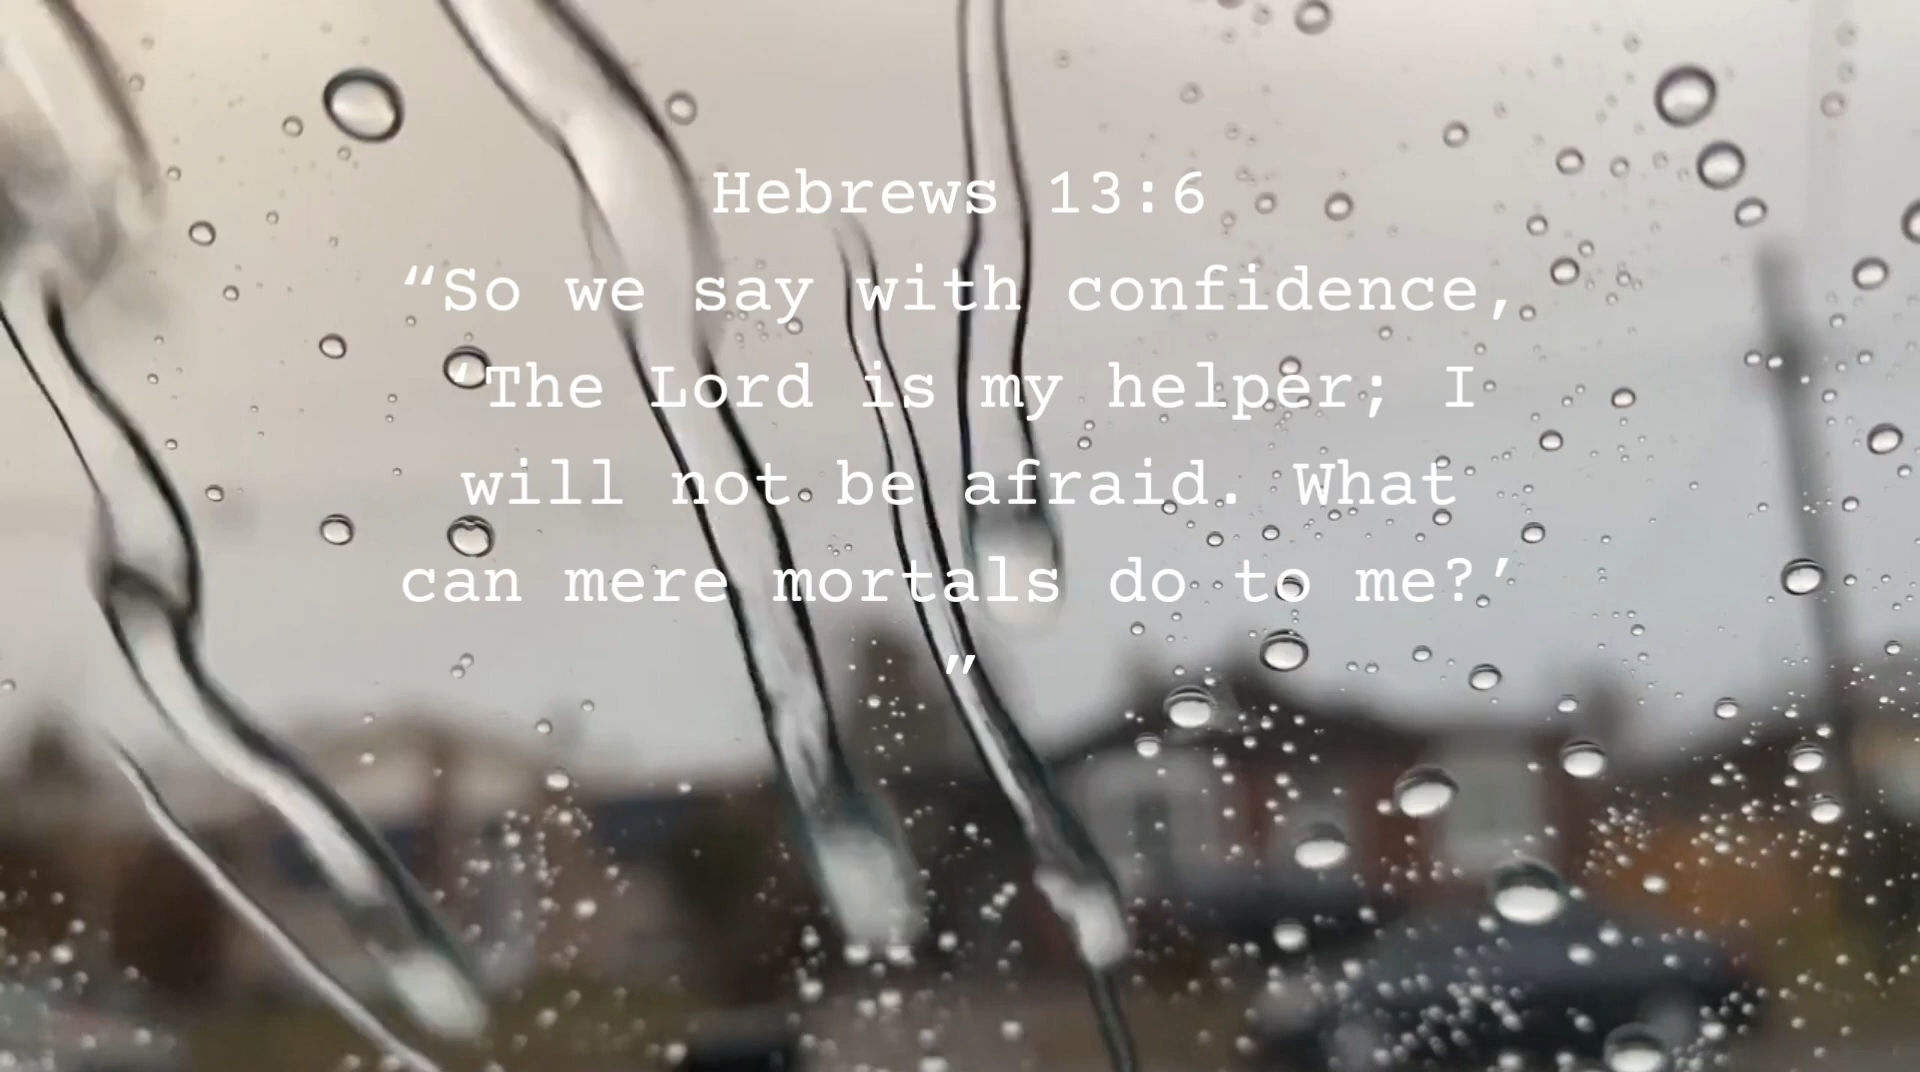 Hebrews 13:6
“So we say with confidence,
‘The Lord is my helper; I
will not be afraid. What
can mere mortals do to me?’
”